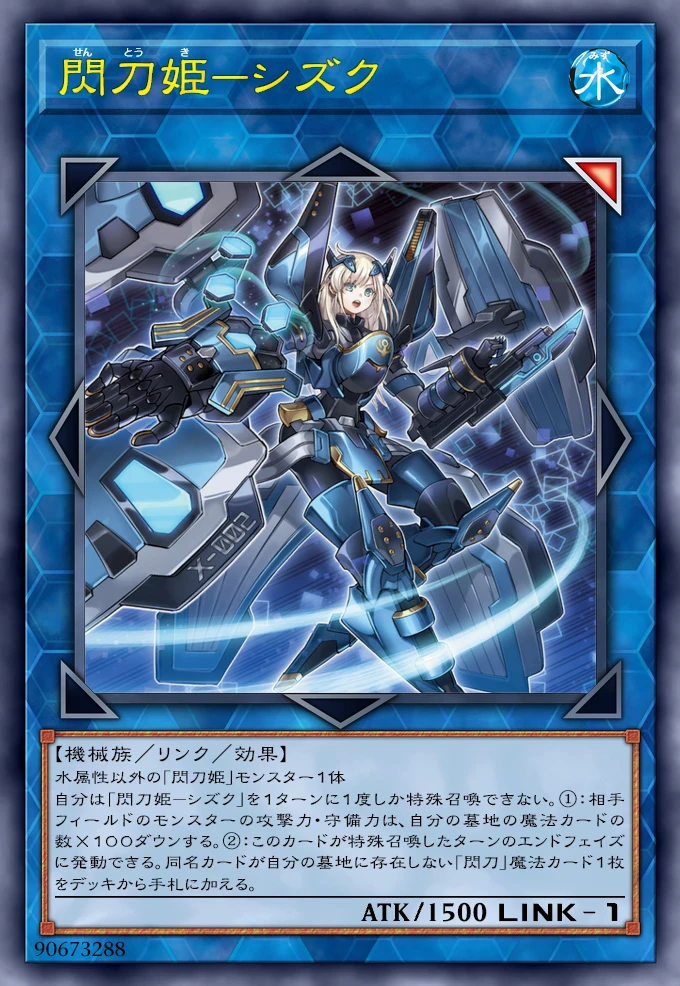 せん とう き
閃刀姫－シズク
みず
水
X-002
【機械族／リンク／効果】
水属性以外の「閃刀姫」モンスター１体
自分は「閃刀姫－シズク」を１ターンに１度しか特殊召喚できない。①：相手
フィールドのモンスターの攻撃力・守備力は、自分の墓地の魔法カードの
数×１００ダウンする。②：このカードが特殊召喚したターンのエンドフェイズ
に発動できる。同名カードが自分の墓地に存在しない「閃刀」魔法カード１枚
をデッキから手札に加える。
ATK/1500 LINK－1
90673288